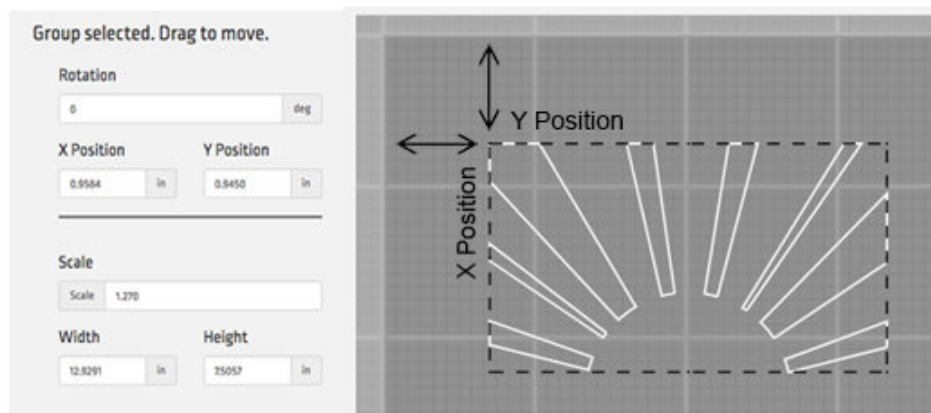 Group selected. Drag to move.
Rotation
0 deg
X Position Y Position
0.9584 in 0.9450 in
Scale
Scale 1.270
Width Height
12.9291 in 7.5057 in
Y Position
X Position